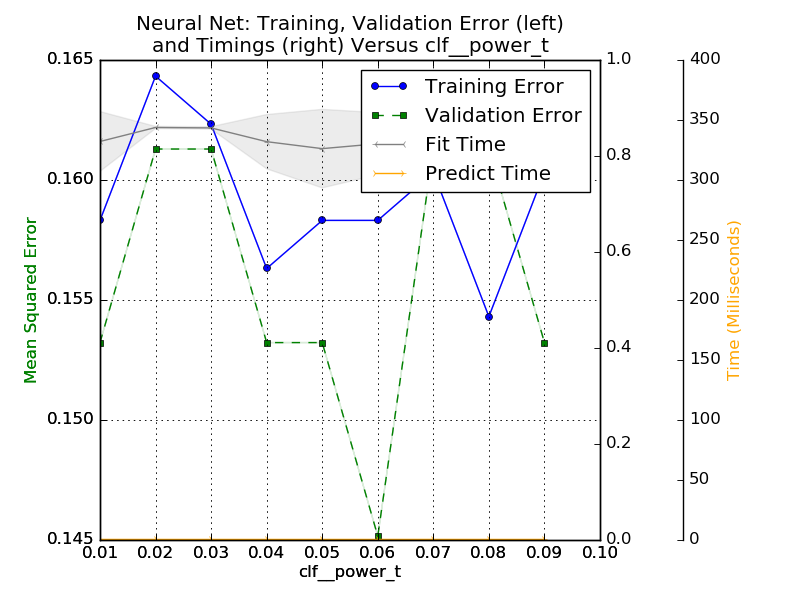 Neural Net: Training, Validation Error (left)
and Timings (right) Versus clf__power_t
Training Error
Validation Error
Fit Time
Predict Time
Mean Squared Error
0.165
0.160
0.155
0.150
0.145
1.0
0.8
0.6
0.4
0.2
0.0
400
350
300
250
200
150
100
50
0
Time (Milliseconds)
0.01 0.02 0.03 0.04 0.05 0.06 0.07 0.08 0.09 0.10
clf__power_t